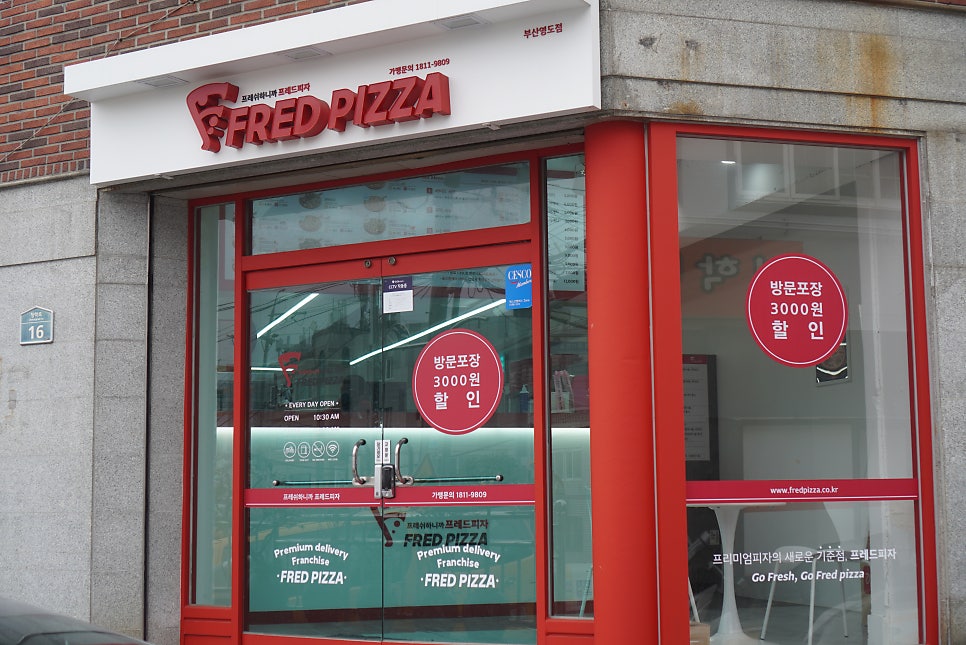 부산영도점
가맹문의 1811-9809
프레쉬하니까 프레드피자
FRED PIZZA
16
CESCO
Member
방문포장
3000원
할 인
방문포장
3000원
할 인
• EVERY DAY OPEN •
OPEN 10:30 AM
프레쉬하니까 프레드피자
가맹문의 1811-9809
www.fredpizza.co.kr
프레쉬하니까 프레드피자
FRED PIZZA
Premium delivery
Franchise
·FRED PIZZA·
Premium delivery
Franchise
·FRED PIZZA·
프리미엄피자의 새로운 기준점, 프레드피자
Go Fresh, Go Fred pizza